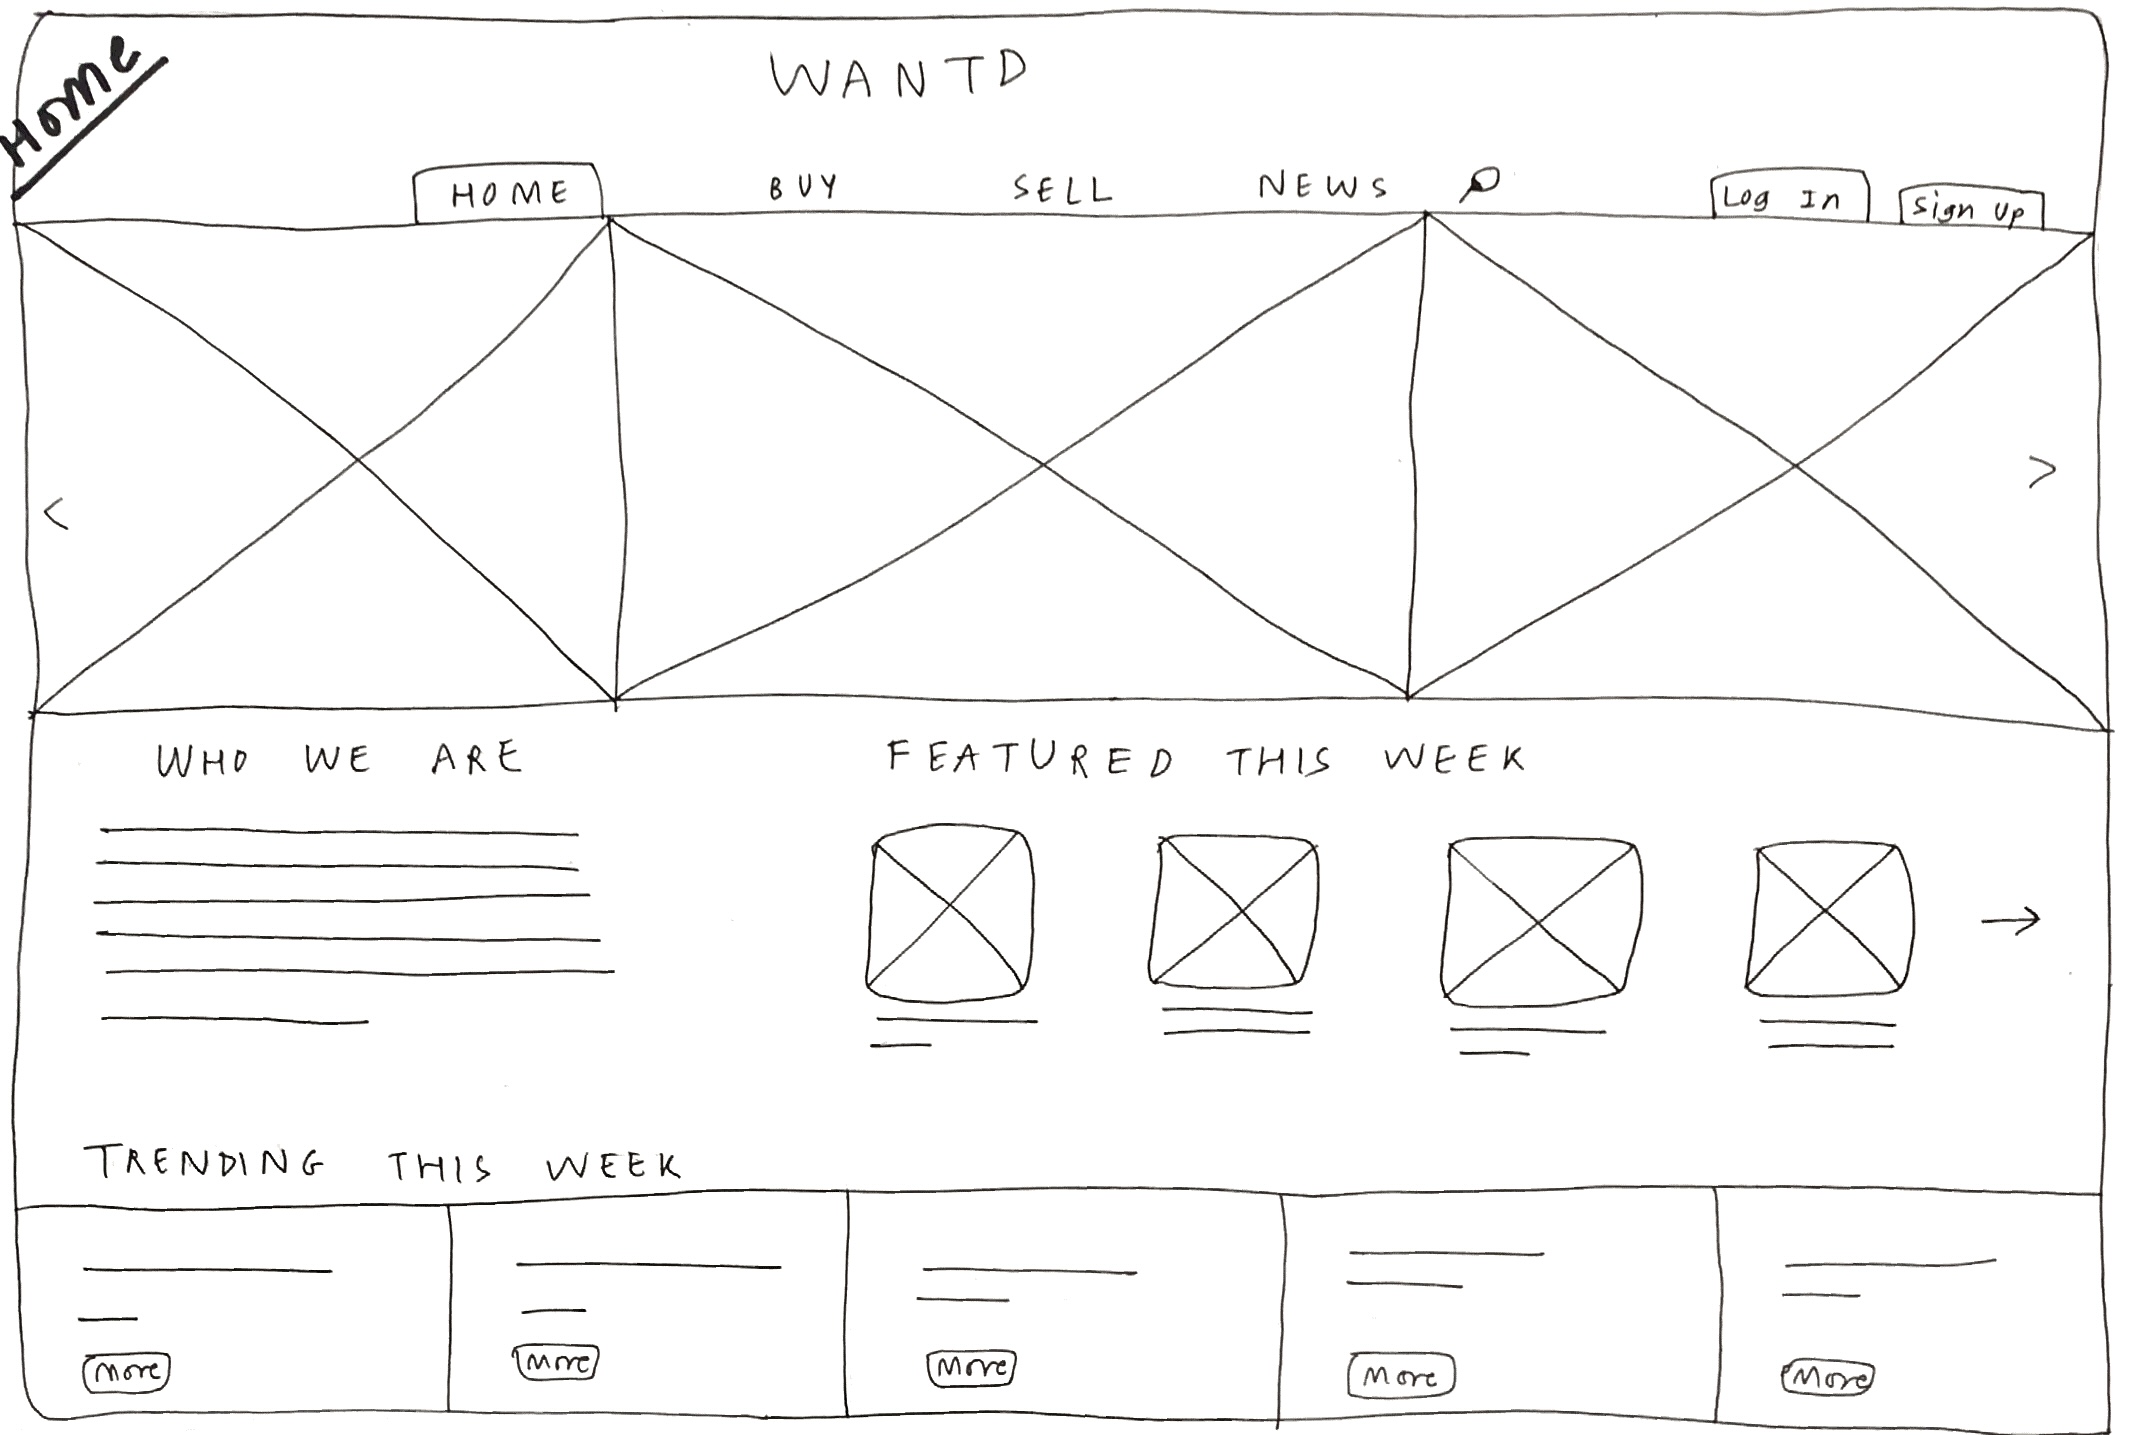 Home
WANTD
HOME BUY SELL NEWS Log In Sign Up
< >
WHO WE ARE FEATURED THIS WEEK
TRENDING THIS WEEK
More More More More More